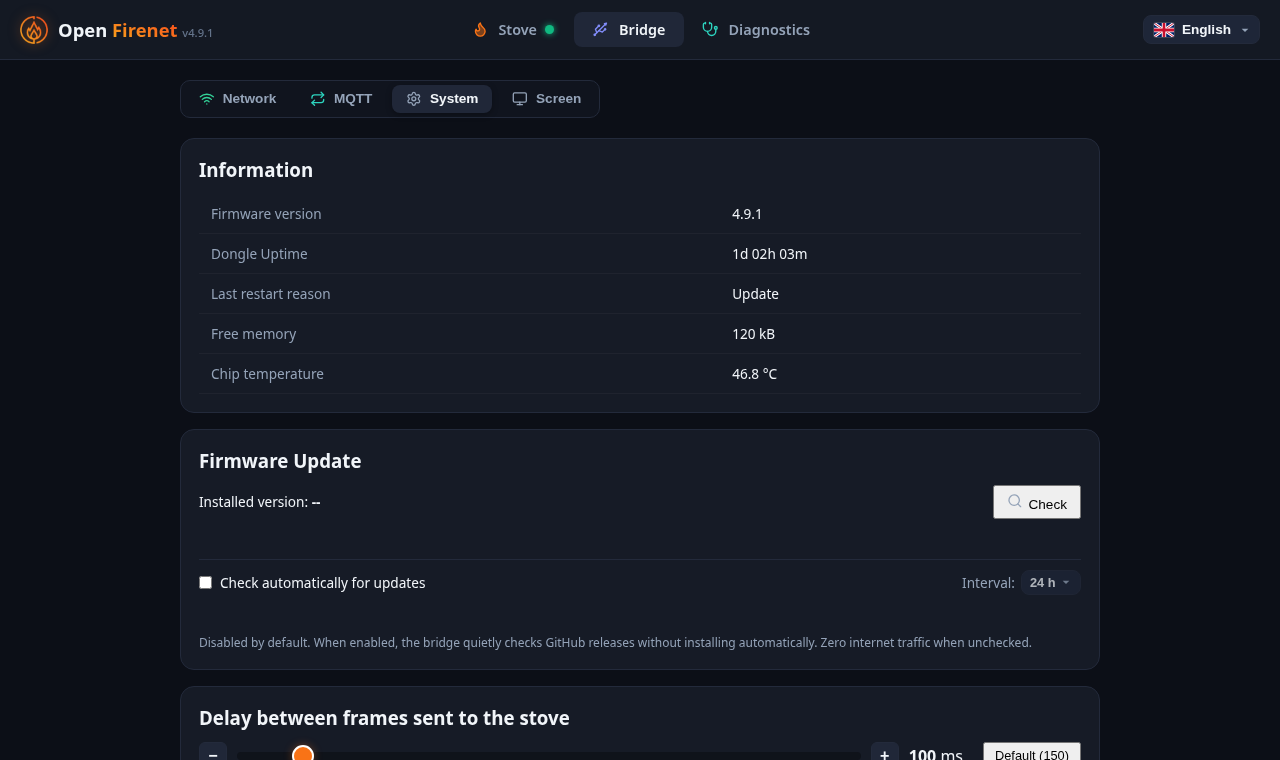 Open Firenet v4.9.1
Stove
Bridge
Diagnostics
English
Network
MQTT
System
Screen
Information
Firmware version 4.9.1
Dongle Uptime 1d 02h 03m
Last restart reason Update
Free memory 120 kB
Chip temperature 46.8 °C
Firmware Update
Installed version: --
Check
Check automatically for updates
Interval: 24 h
Disabled by default. When enabled, the bridge quietly checks GitHub releases without installing automatically. Zero internet traffic when unchecked.
Delay between frames sent to the stove
− + 100 ms Default (150)